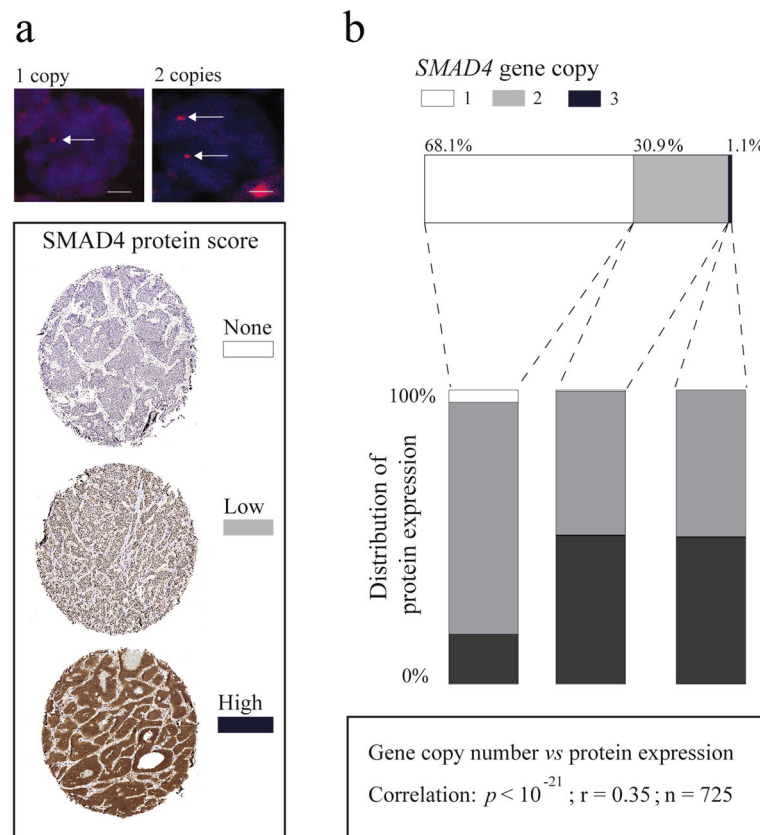 a
1 copy
2 copies
SMAD4 protein score
None
Low
High
b
SMAD4 gene copy
1 2 3
68.1% 30.9% 1.1%
100%
Distribution of
protein expression
0%
Gene copy number vs protein expression
Correlation: p < 10^-21 ; r = 0.35 ; n = 725